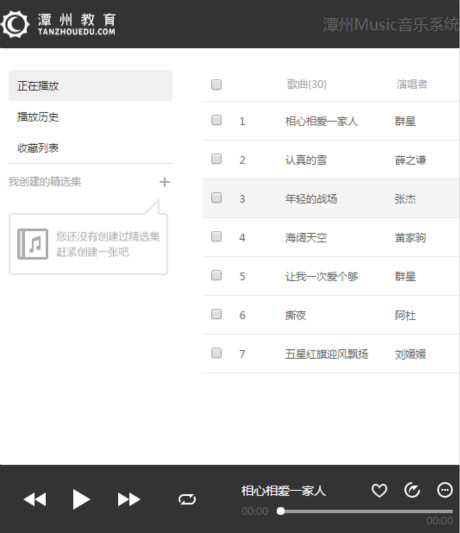 潭州教育
TANZHOUEDU.COM
潭州Music音乐系统
正在播放
播放历史
收藏列表
我创建的精选集
您还没有创建过精选集
赶紧创建一张吧
歌曲(30) 演唱者
1 相心相爱一家人 群星
2 认真的雪 薛之谦
3 年轻的战场 张杰
4 海阔天空 黄家驹
5 让我一次爱个够 群星
6 撕夜 阿杜
7 五星红旗迎风飘扬 刘媛媛
相心相爱一家人
00:00
00:00